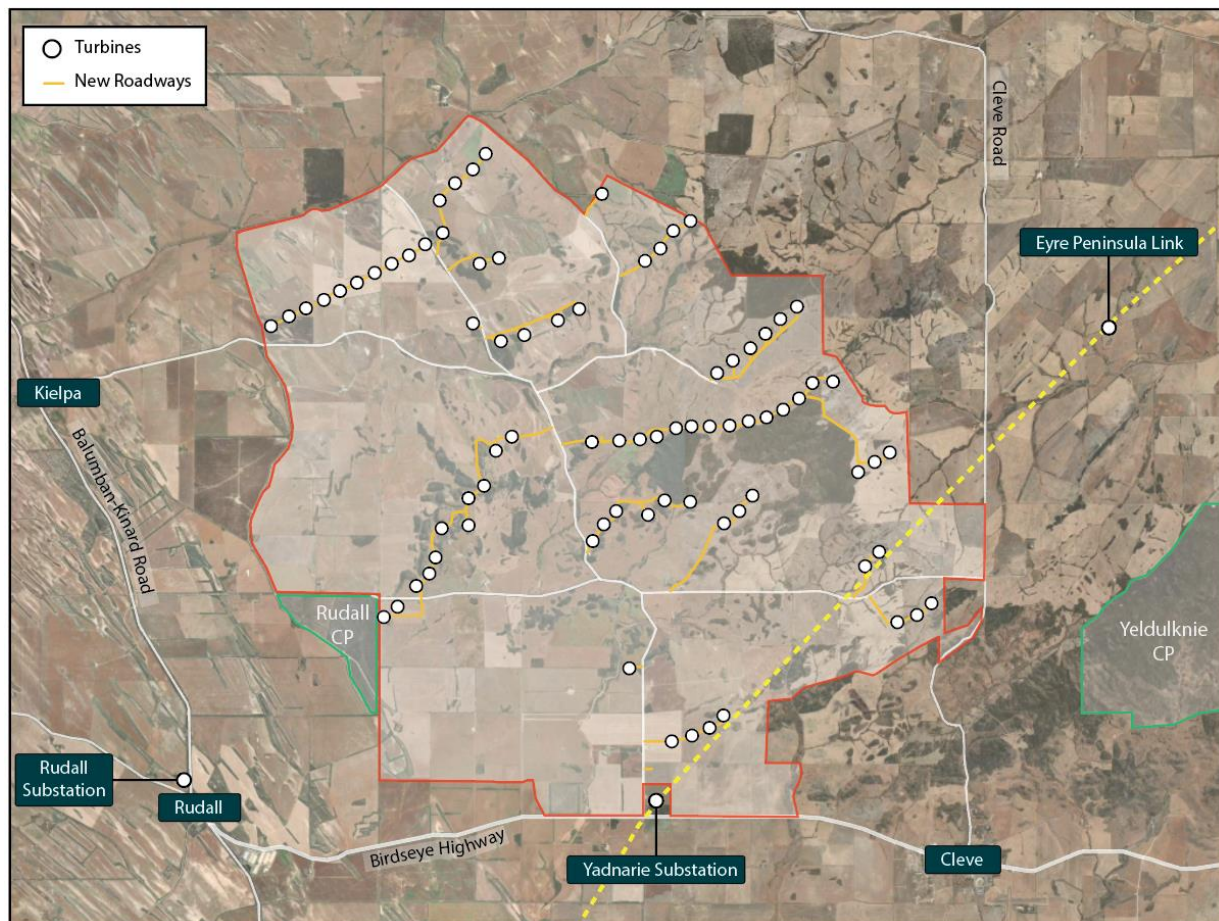 Turbines
New Roadways
Cleve Road
Eyre Peninsula Link
Kielpa
Balumban-Kinard Road
Rudall
CP
Yeldulknie
CP
Rudall
Substation
Rudall
Birdseye Highway
Yadnarie Substation
Cleve